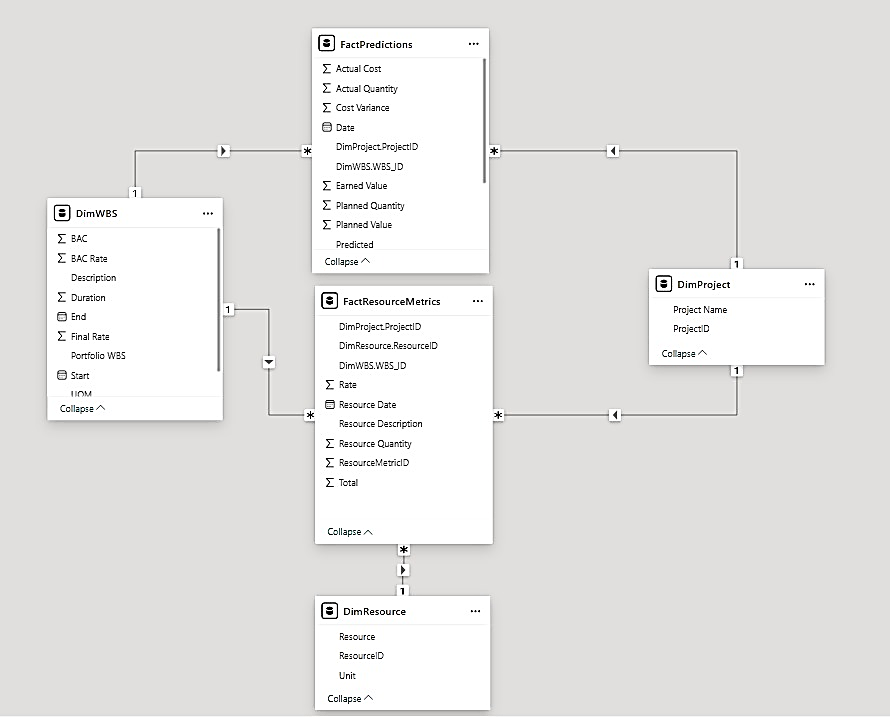 FactPredictions
Actual Cost
Actual Quantity
Cost Variance
Date
DimProject.ProjectID
DimWBS.WBS_ID
Earned Value
Planned Quantity
Planned Value
Predicted
Collapse
* *
1
DimWBS
BAC
BAC Rate
Description
Duration
End
Final Rate
Portfolio WBS
Start
UOM
Collapse
1
FactResourceMetrics
DimProject.ProjectID
DimResource.ResourceID
DimWBS.WBS_ID
Rate
Resource Date
Resource Description
Resource Quantity
ResourceMetricID
Total
Collapse
* *
*
1
1
DimProject
Project Name
ProjectID
Collapse
1
DimResource
Resource
ResourceID
Unit
Collapse